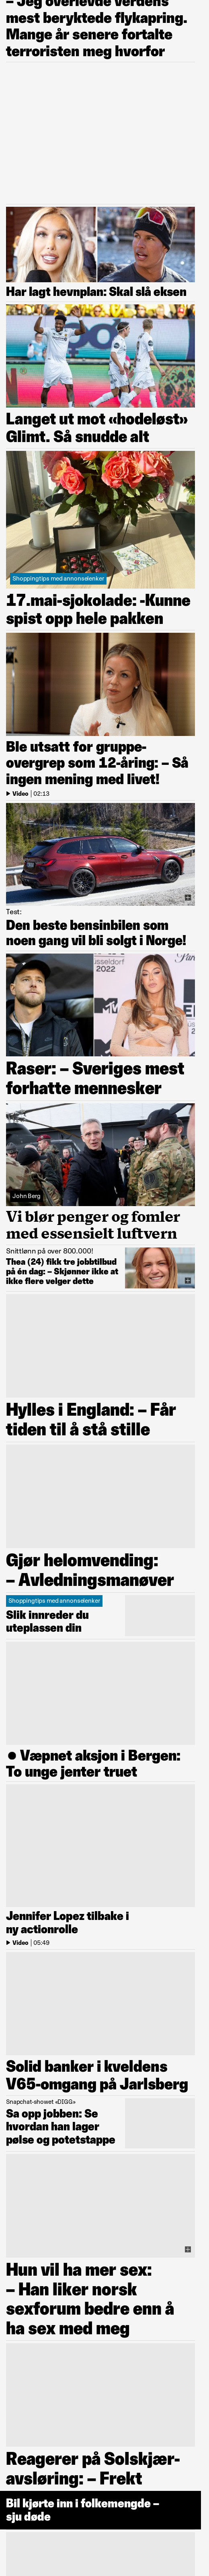 – Jeg overlevde verdens
mest beryktede flykapring.
Mange år senere fortalte
terroristen meg hvorfor
Har lagt hevnplan: Skal slå eksen
Langet ut mot «hodeløst»
Glimt. Så snudde alt
Shoppingtips med annonselenker
17.mai-sjokolade: -Kunne
spist opp hele pakken
Ble utsatt for gruppe-
overgrep som 12-åring: – Så
ingen mening med livet!
Video | 02:13
Test:
Den beste bensinbilen som
noen gang vil bli solgt i Norge!
sseldorf
2022
Raser: – Sveriges mest
forhatte mennesker
John Berg
Vi blør penger og fomler
med essensielt luftvern
Snittlønn på over 800.000!
Thea (24) fikk tre jobbtilbud
på én dag: – Skjønner ikke at
ikke flere velger dette
Hylles i England: – Får
tiden til å stå stille
Gjør helomvending:
– Avledningsmanøver
Shoppingtips med annonselenker
Slik innreder du
uteplassen din
● Væpnet aksjon i Bergen:
To unge jenter truet
Jennifer Lopez tilbake i
ny actionrolle
Video | 05:49
Solid banker i kveldens
V65-omgang på Jarlsberg
Snapchat-showet «DIGG»
Sa opp jobben: Se
hvordan han lager
pølse og potetstappe
Hun vil ha mer sex:
– Han liker norsk
sexforum bedre enn å
ha sex med meg
Reagerer på Solskjær-
avsløring: – Frekt
Bil kjørte inn i folkemengde –
sju døde